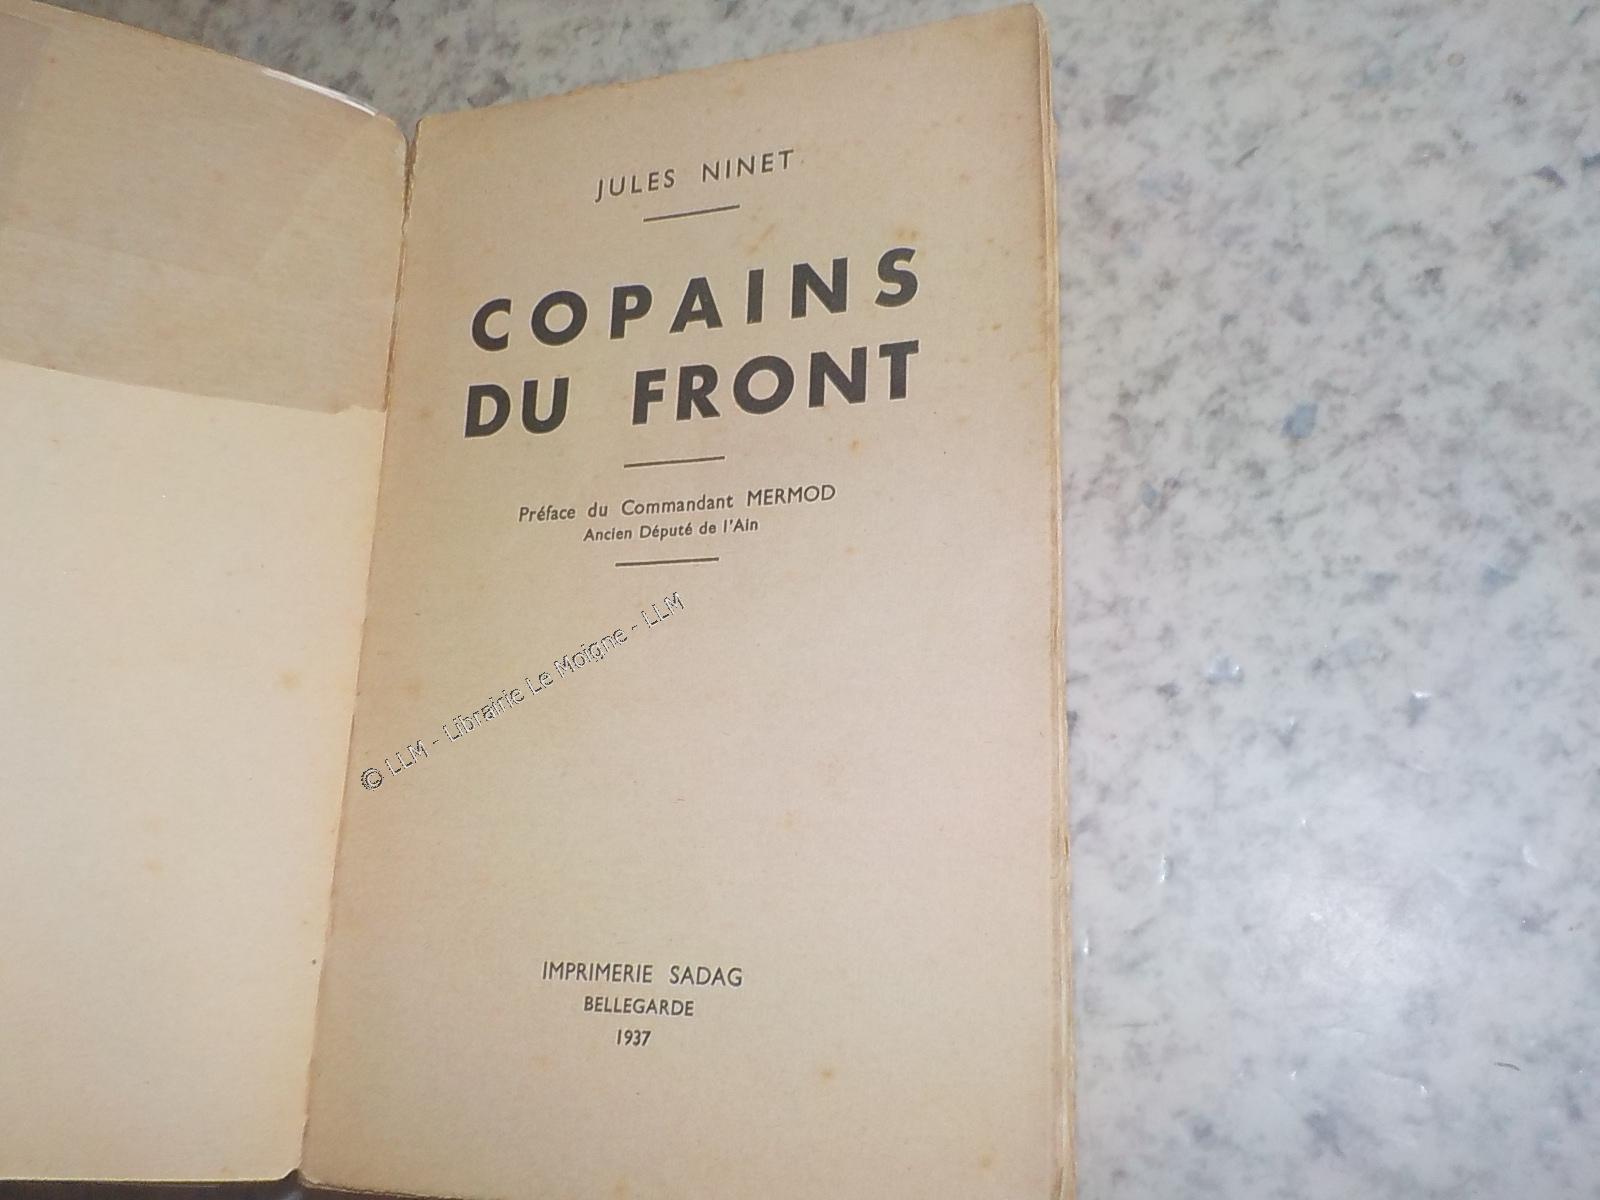 JULES NINET
COPAINS
DU FRONT
Préface du Commandant MERMOD
Ancien Député de l'Ain
© LLM - Librairie Le Moigne - LLM
IMPRIMERIE SADAG
BELLEGARDE
1937